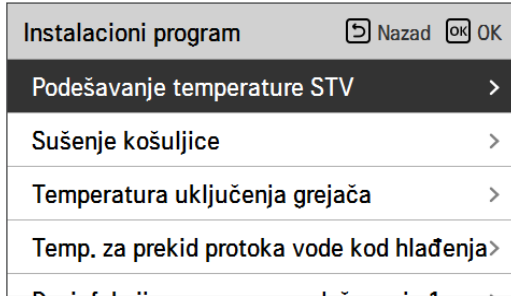 Instalacioni program Nazad OK OK
Podešavanje temperature STV >
Sušenje košuljice >
Temperatura uključenja grejača >
Temp. za prekid protoka vode kod hlađenja>